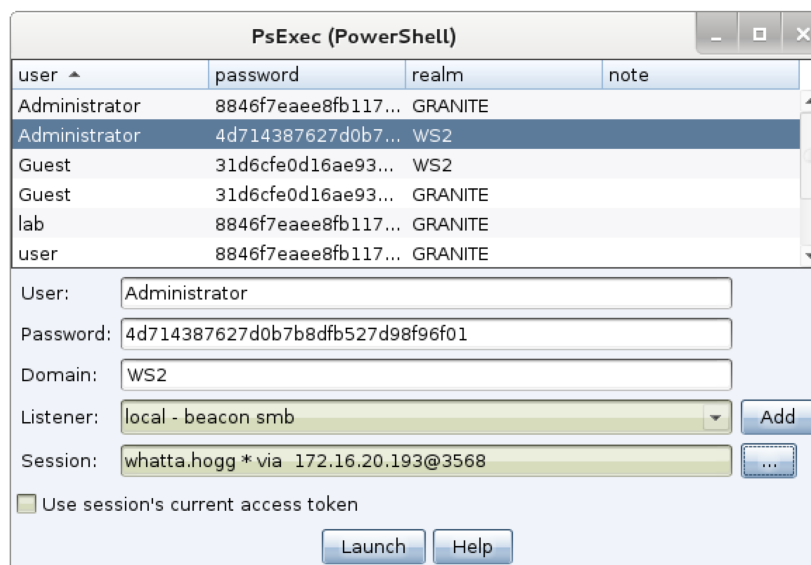 PsExec (PowerShell)
user password realm note
Administrator 8846f7eaee8fb117... GRANITE
Administrator 4d714387627d0b7... WS2
Guest 31d6cfe0d16ae93... WS2
Guest 31d6cfe0d16ae93... GRANITE
lab 8846f7eaee8fb117... GRANITE
user 8846f7eaee8fb117... GRANITE
User: Administrator
Password: 4d714387627d0b7b8dfb527d98f96f01
Domain: WS2
Listener: local - beacon smb Add
Session: whatta.hogg * via 172.16.20.193@3568 ...
Use session's current access token
Launch Help